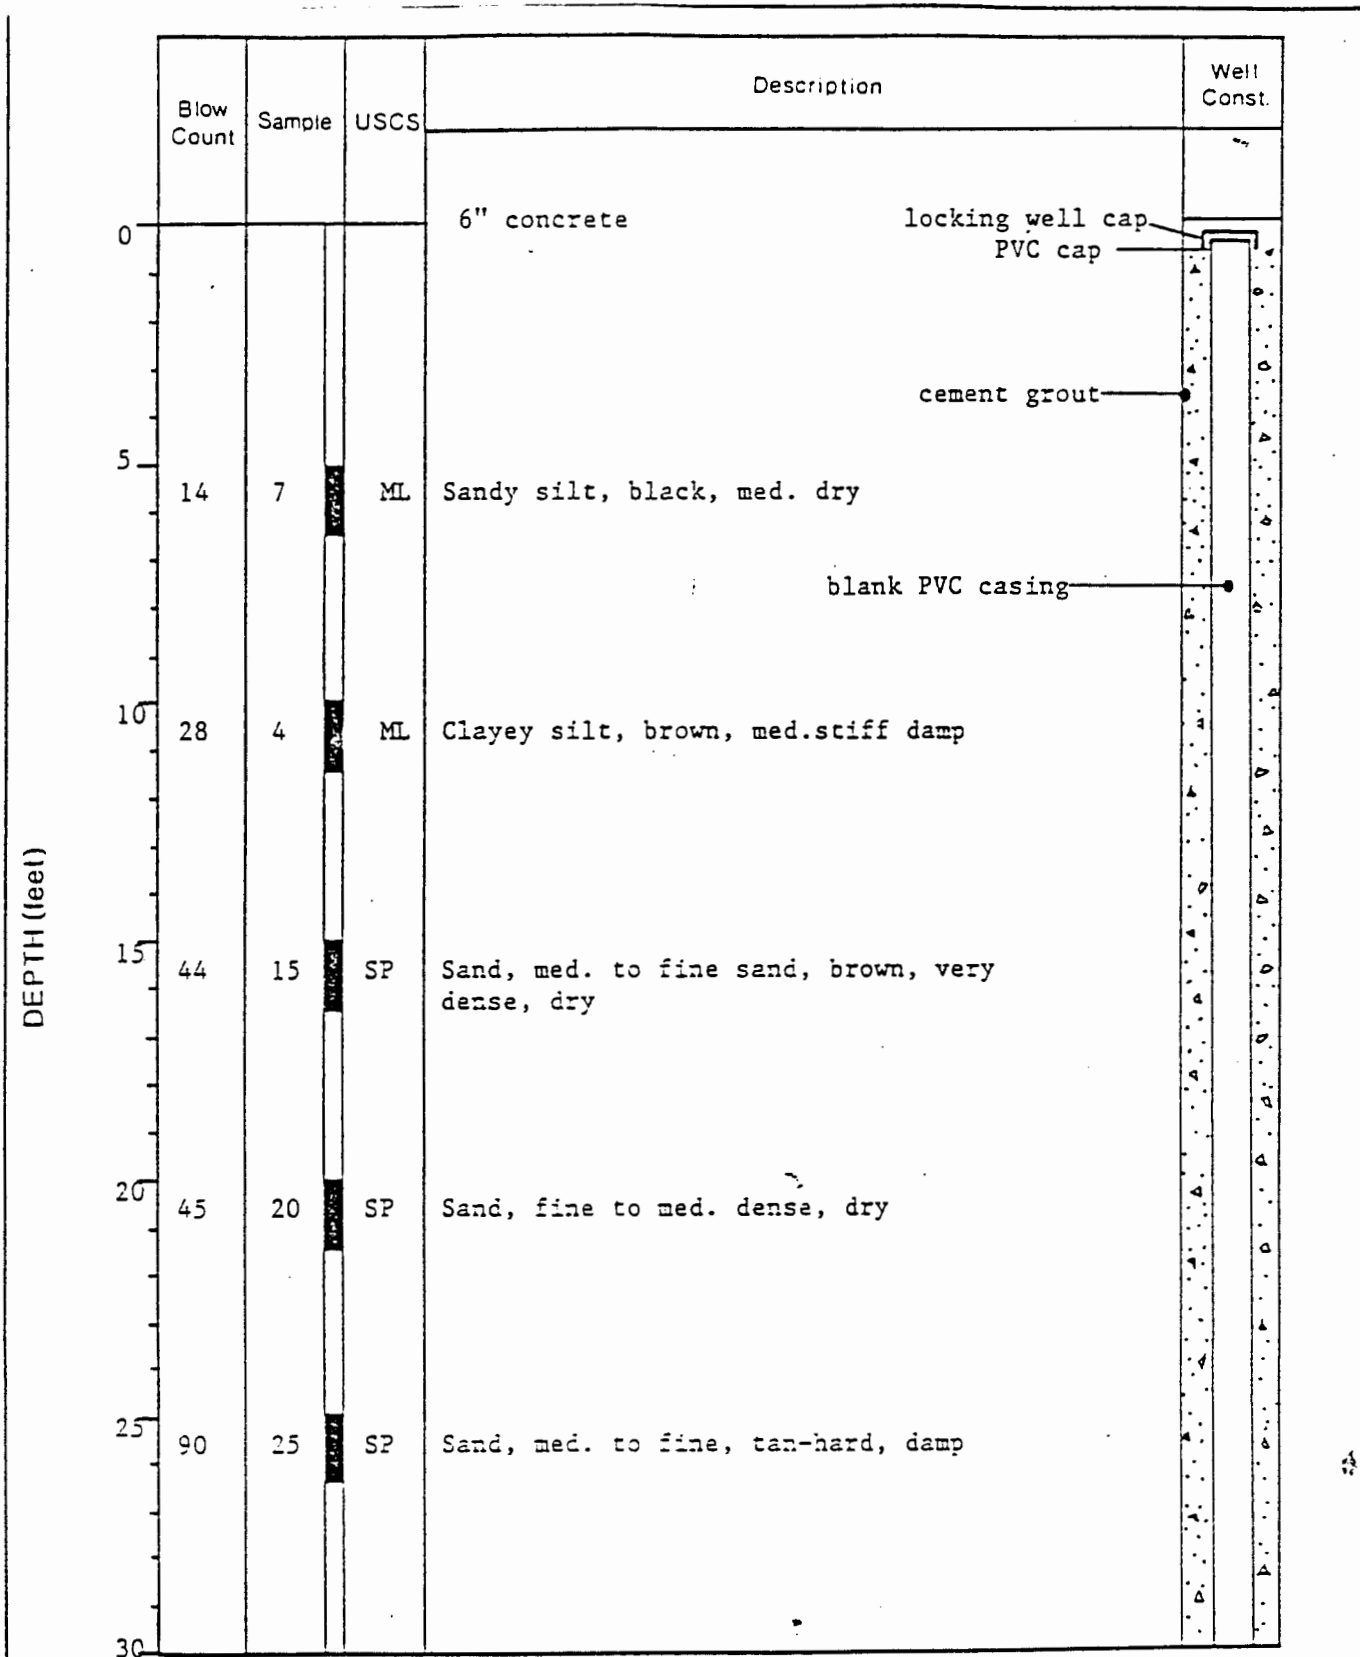 Blow Count
Sample
USCS
Description
Well Const.
DEPTH (feet)
0
6" concrete
locking well cap
PVC cap
cement grout
5
14 7 ML Sandy silt, black, med. dry
blank PVC casing
10
28 4 ML Clayey silt, brown, med.stiff damp
15
44 15 SP Sand, med. to fine sand, brown, very
dense, dry
20
45 20 SP Sand, fine to med. dense, dry
25
90 25 SP Sand, med. to fine, tan-hard, damp
30